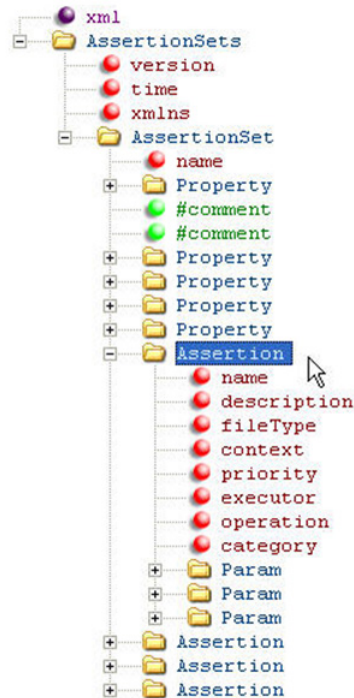 xml
AssertionSets
version
time
xmlns
AssertionSet
name
Property
#comment
#comment
Property
Property
Property
Property
Assertion
name
description
fileType
context
priority
executor
operation
category
Param
Param
Param
Assertion
Assertion
Assertion